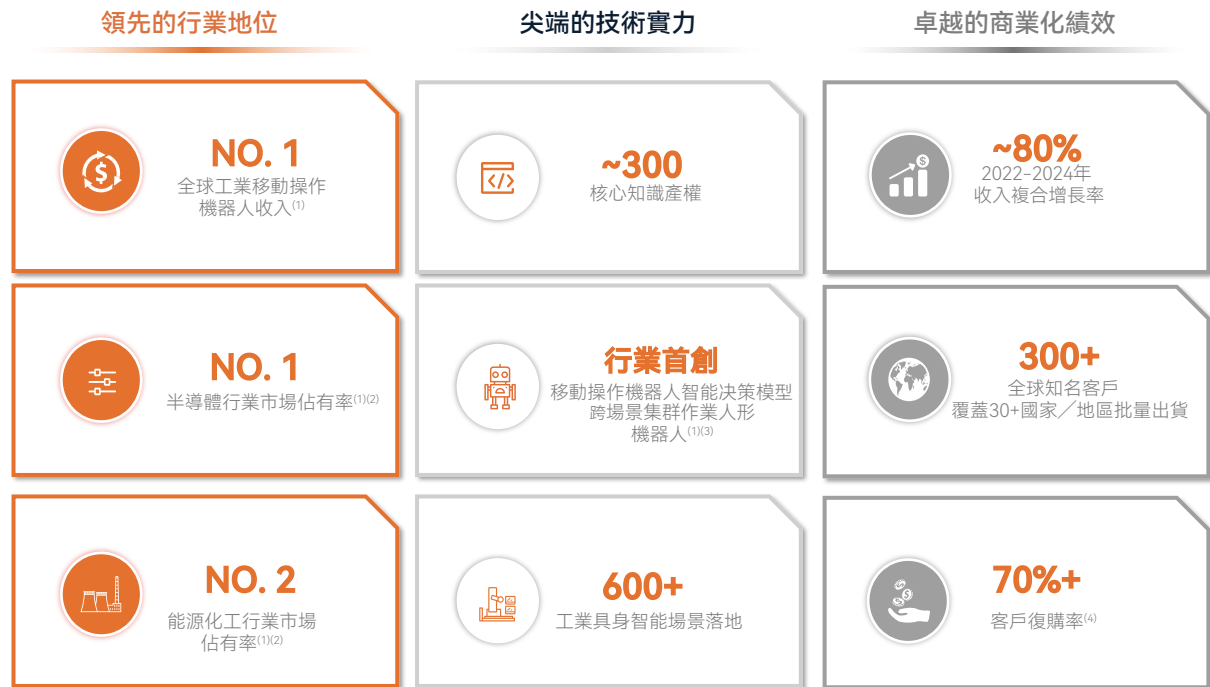 領先的行業地位
尖端的技術實力
卓越的商業化績效
NO. 1
全球工業移動操作
機器人收入(1)
~300
核心知識產權
~80%
2022-2024年
收入複合增長率
NO. 1
半導體行業市場佔有率(1)(2)
行業首創
移動操作機器人智能決策模型
跨場景集群作業人形
機器人(1)(3)
300+
全球知名客戶
覆蓋30+國家／地區批量出貨
NO. 2
能源化工行業市場
佔有率(1)(2)
600+
工業具身智能場景落地
70%+
客戶復購率(4)